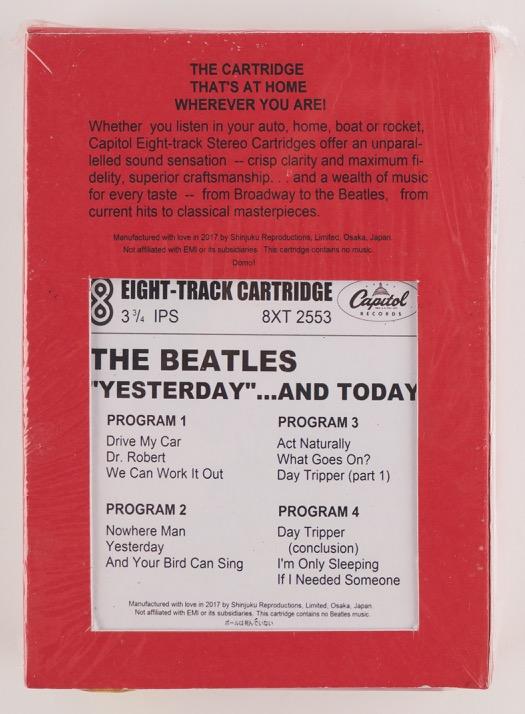 THE CARTRIDGE
THAT'S AT HOME
WHEREVER YOU ARE!
Whether you listen in your auto, home, boat or rocket,
Capitol Eight-track Stereo Cartridges offer an unparal-
lelled sound sensation -- crisp clarity and maximum fi-
delity, superior craftsmanship. . . and a wealth of music
for every taste -- from Broadway to the Beatles, from
current hits to classical masterpieces.
Manufactured with love in 2017 by Shinjuku Reproductions, Limited, Osaka, Japan.
Not affiliated with EMI or its subsidiaries. This cartridge contains no music.
Domo!
8 EIGHT-TRACK CARTRIDGE
3 3/4 IPS 8XT 2553
Capitol
RECORDS
THE BEATLES
"YESTERDAY"...AND TODAY
PROGRAM 1
Drive My Car
Dr. Robert
We Can Work It Out
PROGRAM 2
Nowhere Man
Yesterday
And Your Bird Can Sing
PROGRAM 3
Act Naturally
What Goes On?
Day Tripper (part 1)
PROGRAM 4
Day Tripper
(conclusion)
I'm Only Sleeping
If I Needed Someone
Manufactured with love in 2017 by Shinjuku Reproductions, Limited, Osaka, Japan.
Not affiliated with EMI or its subsidiaries. This cartridge contains no Beatles music.